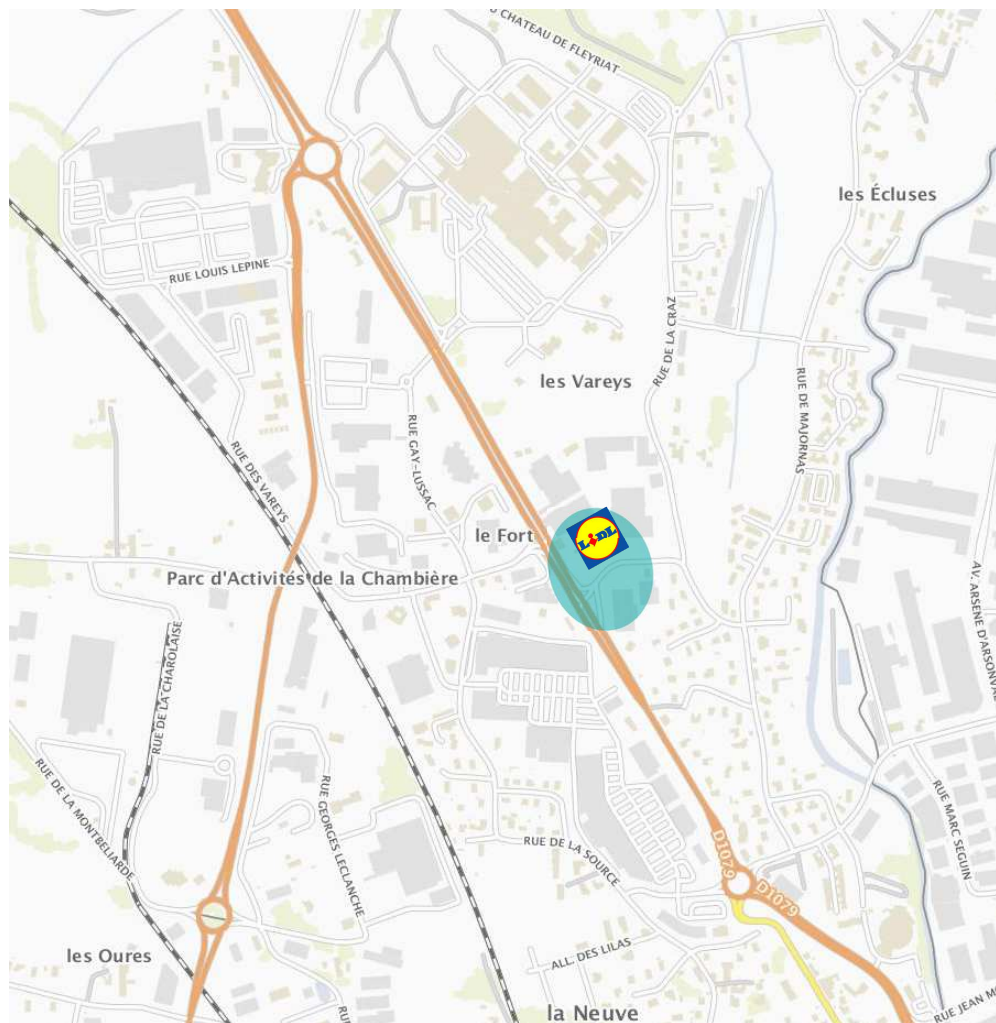 U CHATEAU DE FLEYRIAT
les Écluses
RUE LOUIS LEPINE
RUE DE LA CRAZ
les Vareys
RUE DE MAJORNAS
RUE GAY-LUSSAC
RUE DES VAREYS
LiDL
le Fort
Parc d'Activités de la Chambière
AV. ARSENE D'ARSONVAL
RUE DE LA CHAROLAISE
RUE DE LA MONTBELIARDE
RUE GEORGES LECLANCHE
RUE MARC SEGUIN
RUE DE LA SOURCE
D1079
D1079
les Oures
ALL. DES LILAS
la Neuve
RUE JEAN M